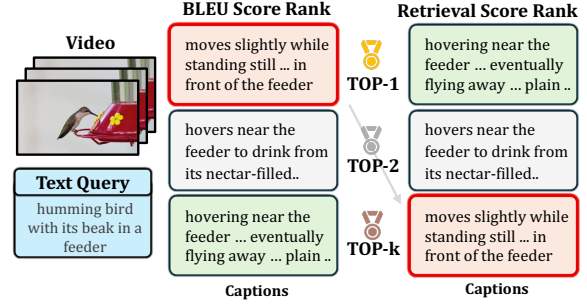 BLEU Score Rank
Retrieval Score Rank
Video
Text Query
humming bird
with its beak in a
feeder
moves slightly while
standing still ... in
front of the feeder
hovers near the
feeder to drink from
its nectar-filled..
hovering near the
feeder ... eventually
flying away ... plain ..
Captions
TOP-1
TOP-2
TOP-k
hovering near the
feeder ... eventually
flying away ... plain ..
hovers near the
feeder to drink from
its nectar-filled..
moves slightly while
standing still ... in
front of the feeder
Captions